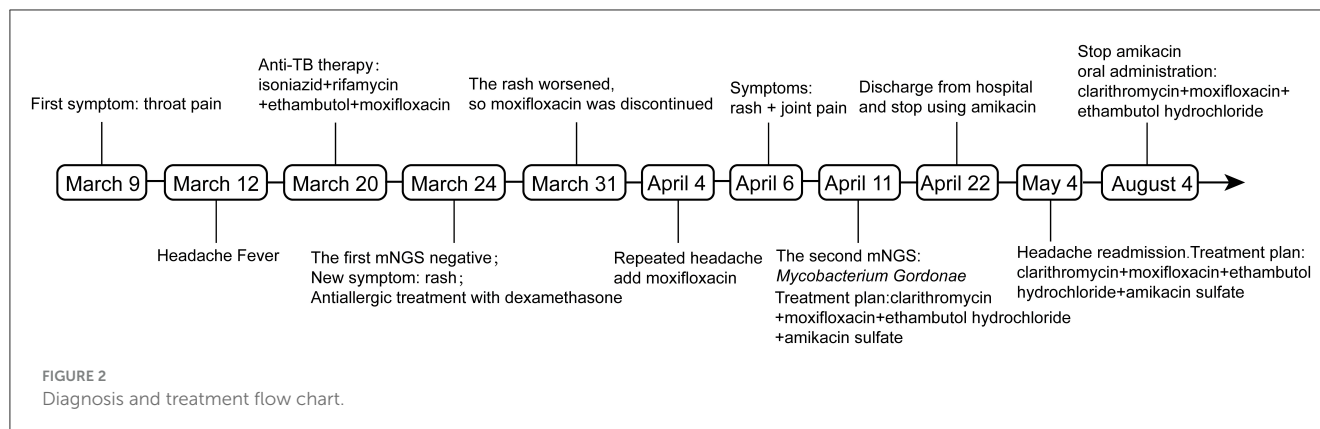 First symptom: throat pain
Anti-TB therapy:
isoniazid+rifamycin
+ethambutol+moxifloxacin
The rash worsened,
so moxifloxacin was discontinued
Symptoms:
rash + joint pain
Discharge from hospital
and stop using amikacin
Stop amikacin
oral administration:
clarithromycin+moxifloxacin+
ethambutol hydrochloride
March 9
March 12
March 20
March 24
March 31
April 4
April 6
April 11
April 22
May 4
August 4
Headache Fever
The first mNGS negative;
New symptom: rash;
Antiallergic treatment with dexamethasone
Repeated headache
add moxifloxacin
The second mNGS:
Mycobacterium Gordonae
Treatment plan:clarithromycin
+moxifloxacin+ethambutol hydrochloride
+amikacin sulfate
Headache readmission.Treatment plan:
clarithromycin+moxifloxacin+ethambutol
hydrochloride+amikacin sulfate
FIGURE 2
Diagnosis and treatment flow chart.